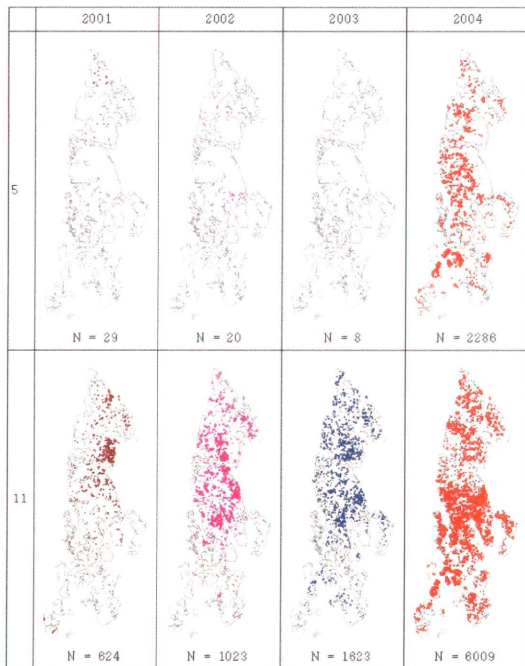 2001 2002 2003 2004
5
N = 29 N = 20 N = 8 N = 2286
11
N = 624 N = 1023 N = 1623 N = 6009